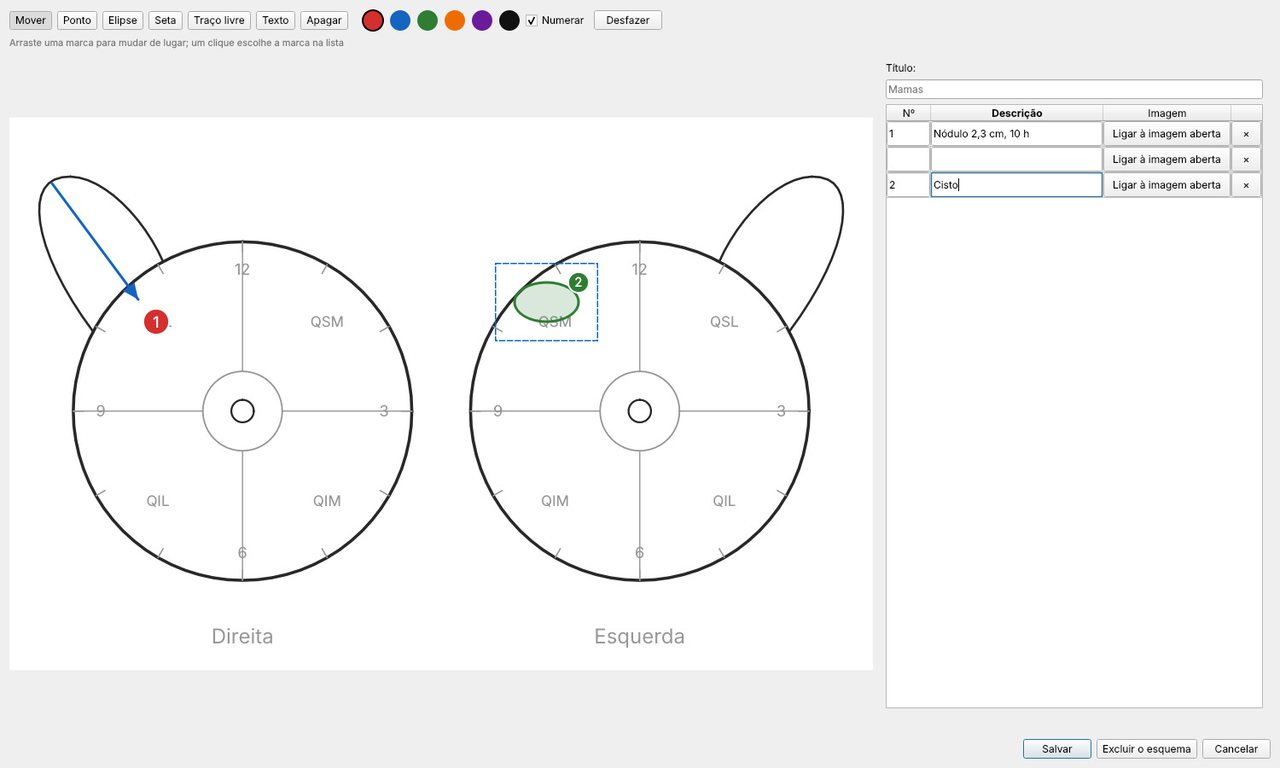 Mover Ponto Elipse Seta Traço livre Texto Apagar Numerar Desfazer
Arraste uma marca para mudar de lugar; um clique escolhe a marca na lista
Título:
Mamas
Nº Descrição Imagem
1 Nódulo 2,3 cm, 10 h Ligar à imagem aberta ×
Ligar à imagem aberta ×
2 Cisto Ligar à imagem aberta ×
12
1
QSM
9
3
QIL
QIM
6
Direita
12
2
QSM
QSL
9
3
QIM
QIL
6
Esquerda
Salvar Excluir o esquema Cancelar